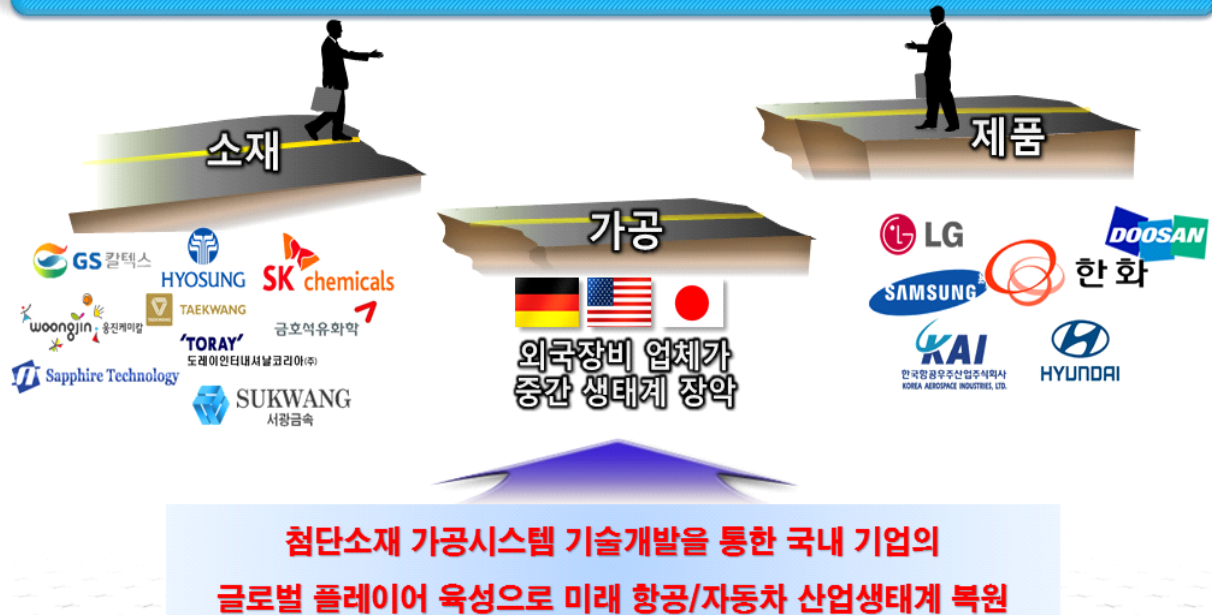 소재
제품
가공
GS 칼텍스
HYOSUNG
SK chemicals
woongjin 웅진케미칼
TAEKWANG
금호석유화학
'TORAY'
도레이인터내셔날코리아(주)
Sapphire Technology
SUKWANG
서광금속
외국장비 업체가
중간 생태계 장악
LG
DOOSAN
한화
SAMSUNG
KAI
한국항공우주산업주식회사
KOREA AEROSPACE INDUSTRIES, LTD.
HYUNDAI
첨단소재 가공시스템 기술개발을 통한 국내 기업의
글로벌 플레이어 육성으로 미래 항공/자동차 산업생태계 복원